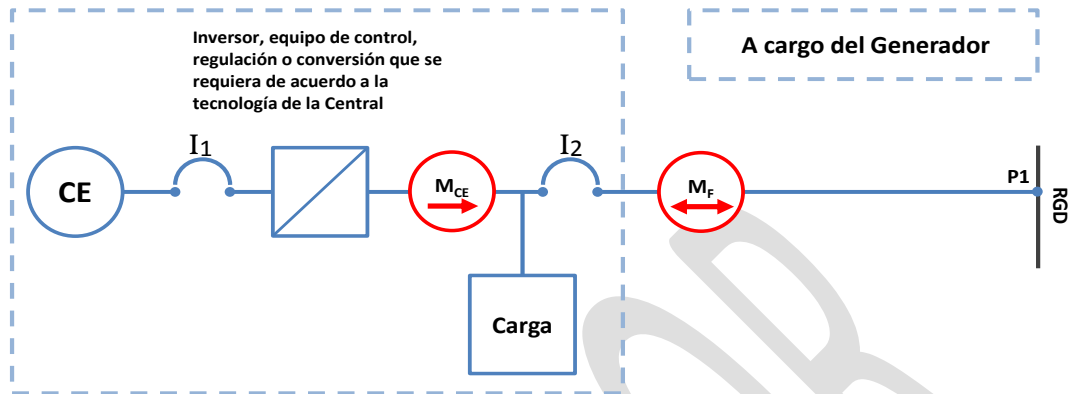 Inversor, equipo de control,
regulación o conversión que se
requiera de acuerdo a la
tecnología de la Central
A cargo del Generador
I1
I2
CE
MCE
MF
P1
RGD
Carga